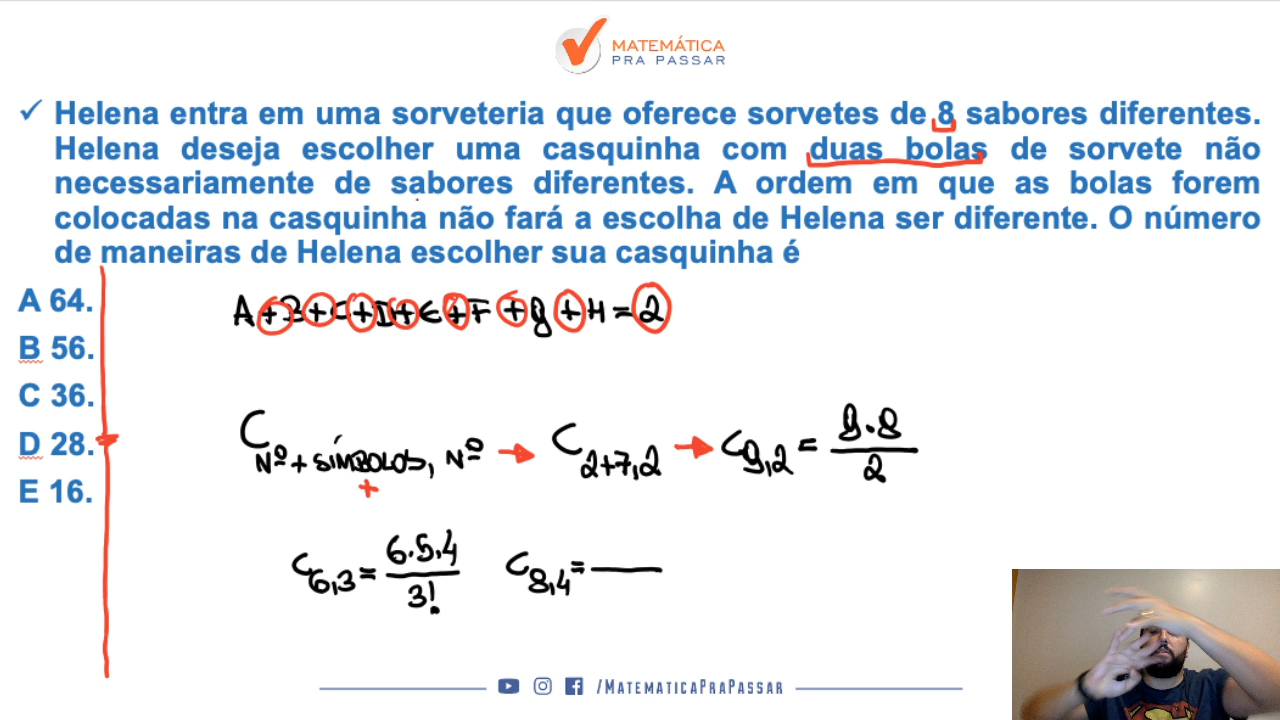 MATEMÁTICA
PRA PASSAR
✓ Helena entra em uma sorveteria que oferece sorvetes de 8 sabores diferentes.
Helena deseja escolher uma casquinha com duas bolas de sorvete não
necessariamente de sabores diferentes. A ordem em que as bolas forem
colocadas na casquinha não fará a escolha de Helena ser diferente. O número
de maneiras de Helena escolher sua casquinha é
A 64.
B 56.
C 36.
D 28.
E 16.
A+B+C+D+E+F+g+H=2
C Nº+SÍMBOLOS, Nº → C 2+7,2 → C 9,2 = 9.8/2
+
C 6,3 = 6.5.4/3! C 8,4 =
/MATEMATICAPRAPASSAR